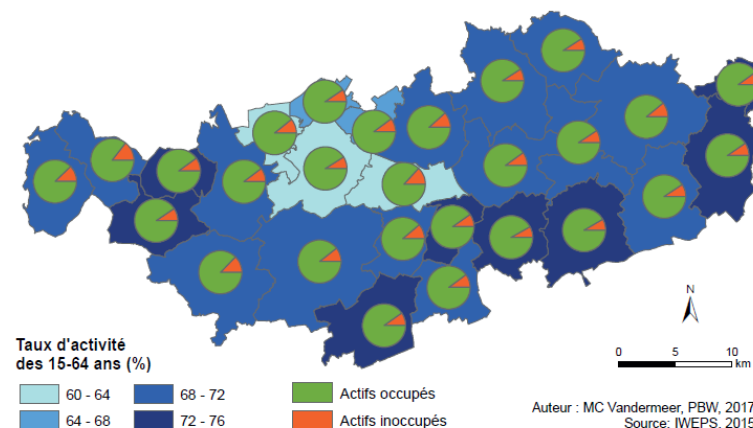 N
Taux d'activité
des 15-64 ans (%)
60 - 64
68 - 72
Actifs occupés
64 - 68
72 - 76
Actifs inoccupés
0 5 10
km
Auteur : MC Vandermeer, PBW, 2017
Source: IWEPS, 2015